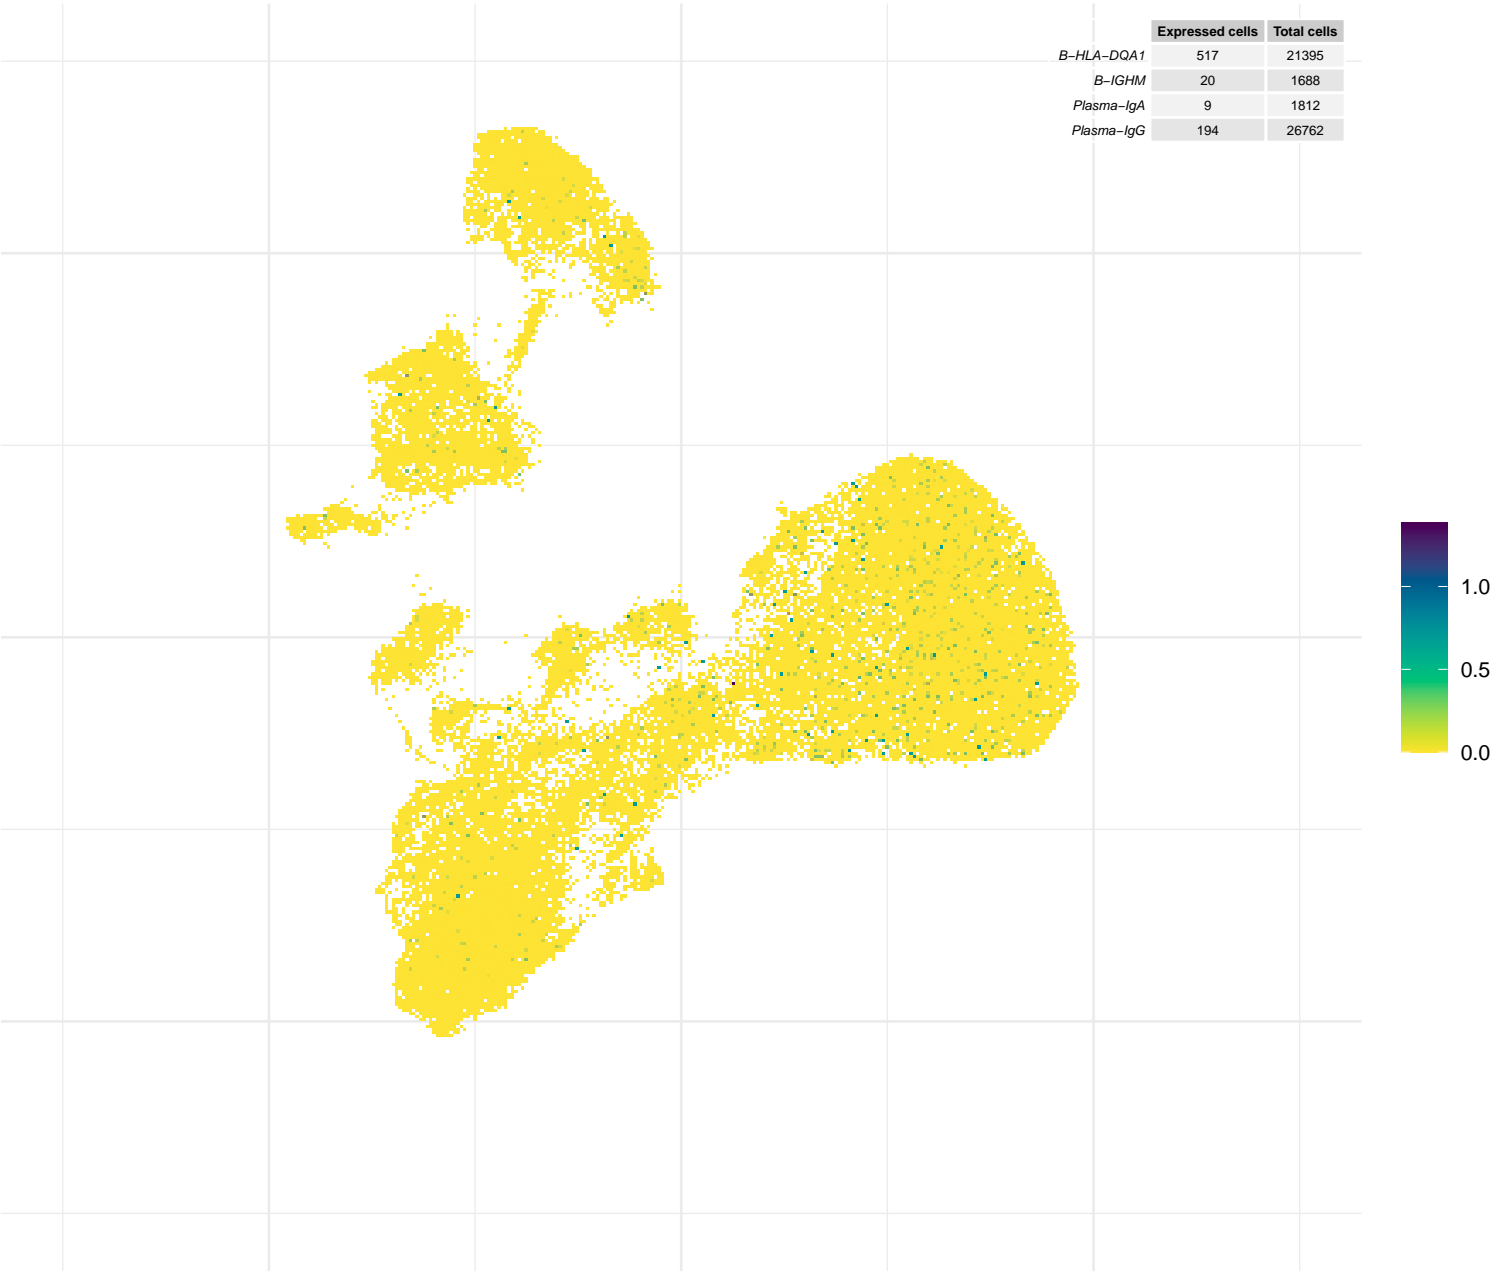 Expressed cells Total cells
B−HLA−DQA1 517 21395
B−IGHM 20 1688
Plasma−IgA 9 1812
Plasma−IgG 194 26762
1.0
0.5
0.0